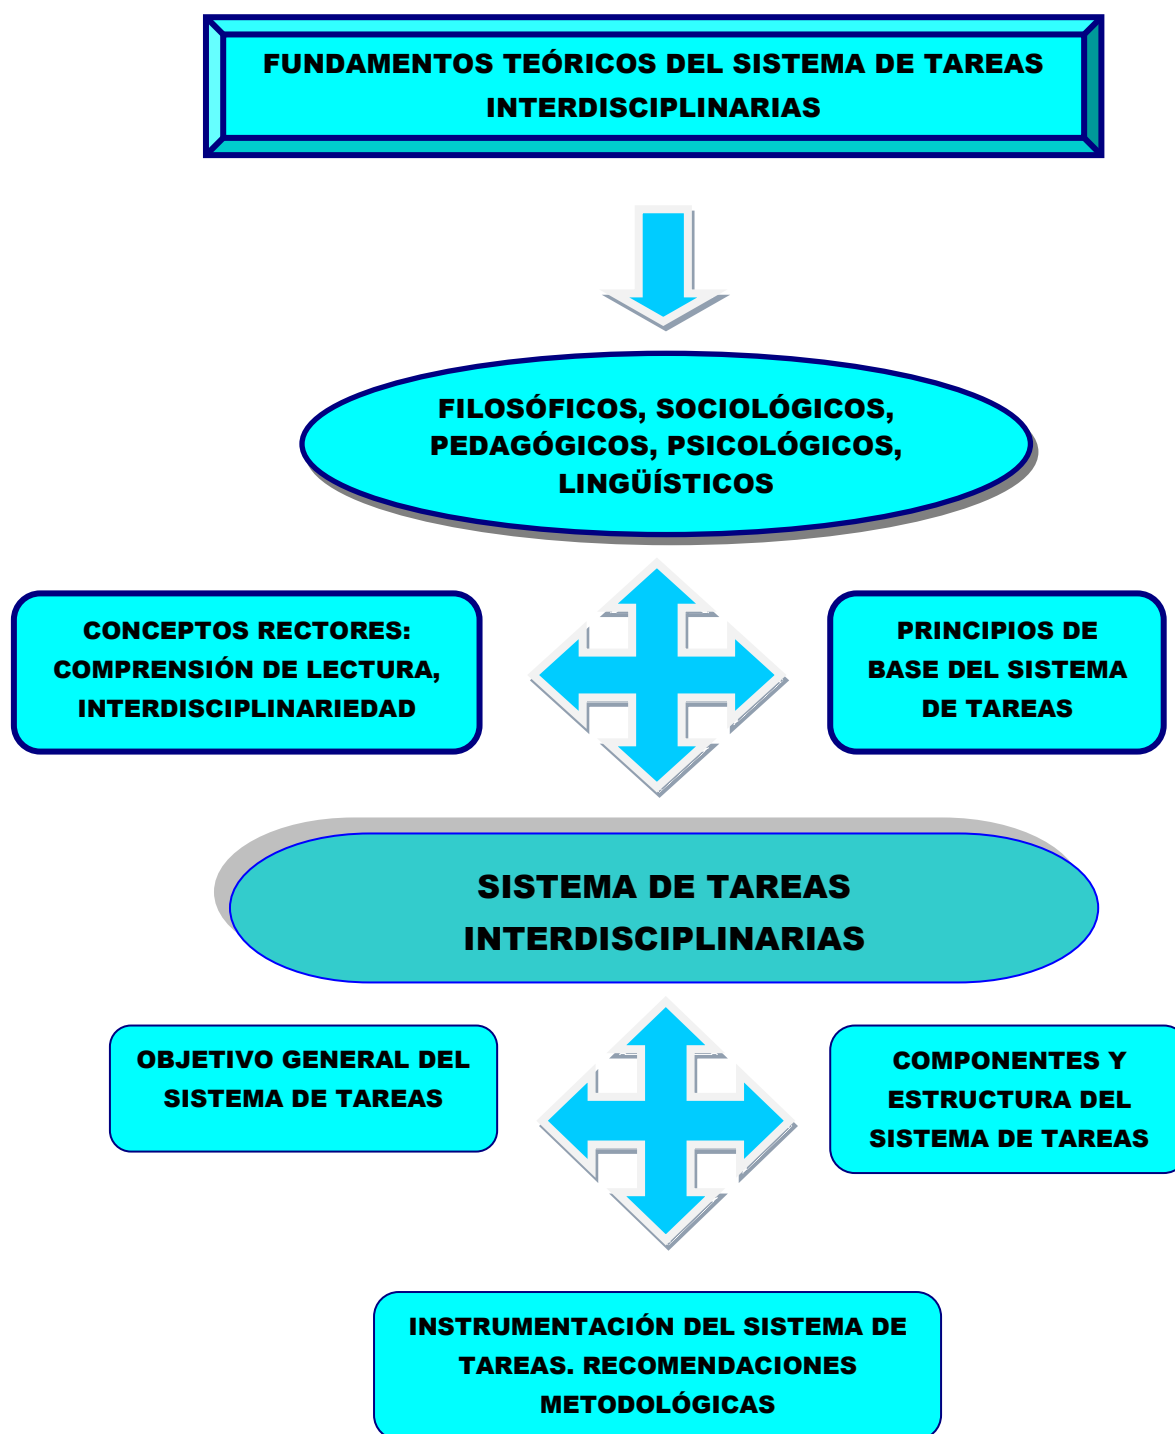 FUNDAMENTOS TEÓRICOS DEL SISTEMA DE TAREAS
INTERDISCIPLINARIAS
FILOSÓFICOS, SOCIOLÓGICOS,
PEDAGÓGICOS, PSICOLÓGICOS,
LINGÜÍSTICOS
CONCEPTOS RECTORES:
COMPRENSIÓN DE LECTURA,
INTERDISCIPLINARIEDAD
PRINCIPIOS DE
BASE DEL SISTEMA
DE TAREAS
SISTEMA DE TAREAS
INTERDISCIPLINARIAS
OBJETIVO GENERAL DEL
SISTEMA DE TAREAS
COMPONENTES Y
ESTRUCTURA DEL
SISTEMA DE TAREAS
INSTRUMENTACIÓN DEL SISTEMA DE
TAREAS. RECOMENDACIONES
METODOLÓGICAS